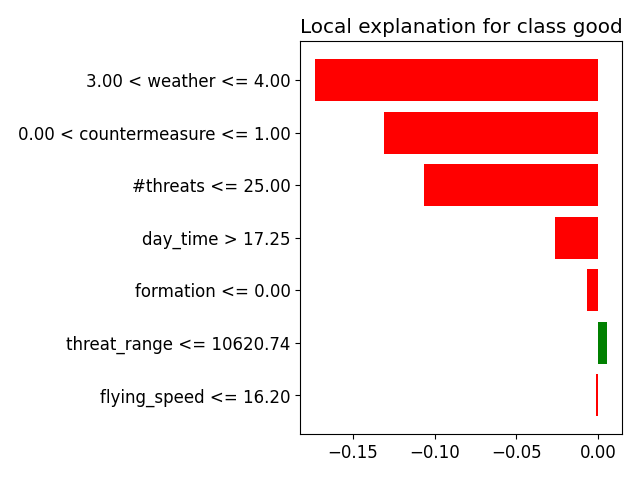 Local explanation for class good
3.00 < weather <= 4.00
0.00 < countermeasure <= 1.00
#threats <= 25.00
day_time > 17.25
formation <= 0.00
threat_range <= 10620.74
flying_speed <= 16.20
−0.15 −0.10 −0.05 0.00